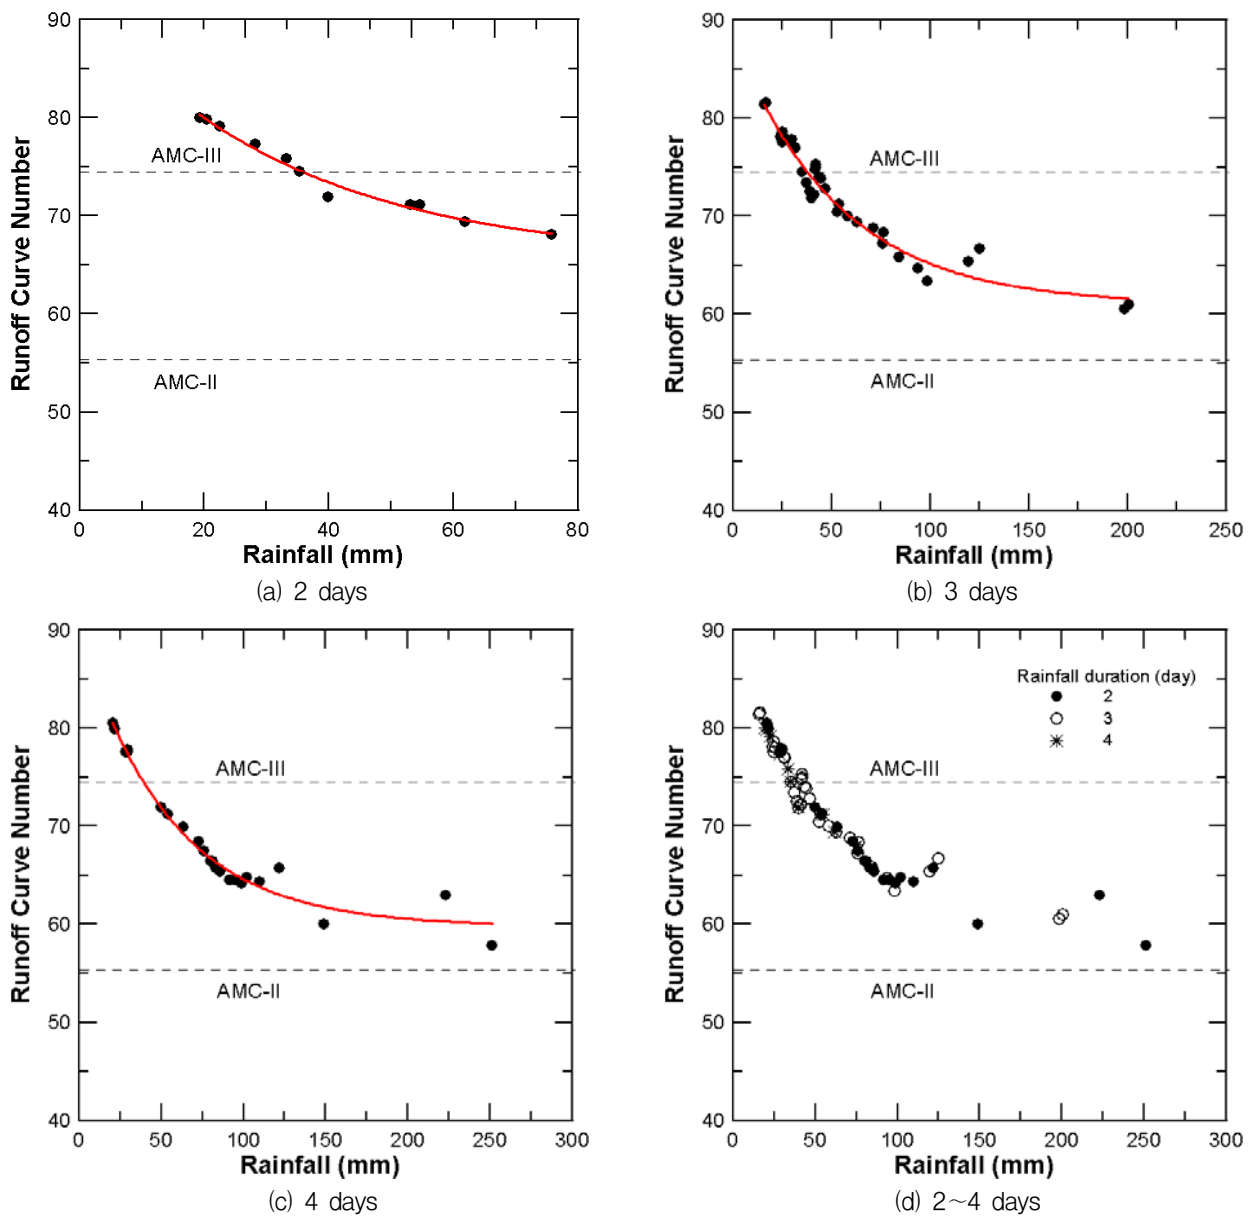 90
80
70
60
50
40
Runoff Curve Number
AMC-III
AMC-II
0 20 40 60 80
Rainfall (mm)
(a) 2 days
90
80
70
60
50
40
Runoff Curve Number
AMC-III
AMC-II
0 50 100 150 200 250
Rainfall (mm)
(b) 3 days
90
80
70
60
50
40
Runoff Curve Number
AMC-III
AMC-II
0 50 100 150 200 250 300
Rainfall (mm)
(c) 4 days
90
80
70
60
50
40
Runoff Curve Number
Rainfall duration (day)
2
3
4
AMC-III
AMC-II
0 50 100 150 200 250 300
Rainfall (mm)
(d) 2~4 days